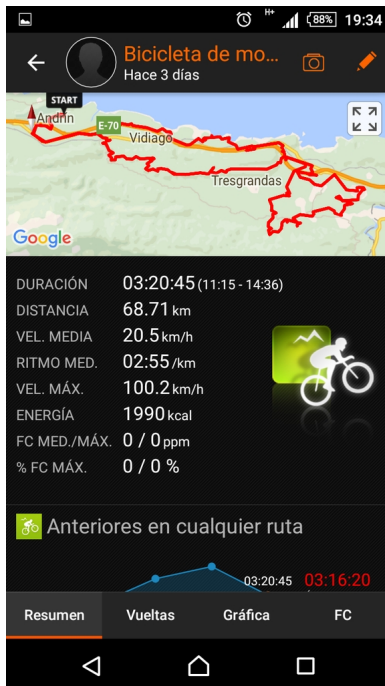 H+ 88% 19:34
Bicicleta de mo...
Hace 3 días
START
Andrín
E-70
Vidiago
Tresgrandas
Google
DURACIÓN 03:20:45 (11:15 - 14:36)
DISTANCIA 68.71 km
VEL. MEDIA 20.5 km/h
RITMO MED. 02:55 /km
VEL. MÁX. 100.2 km/h
ENERGÍA 1990 kcal
FC MED./MÁX. 0 / 0 ppm
% FC MÁX. 0 / 0 %
Anteriores en cualquier ruta
03:20:45 03:16:20
Resumen Vueltas Gráfica FC